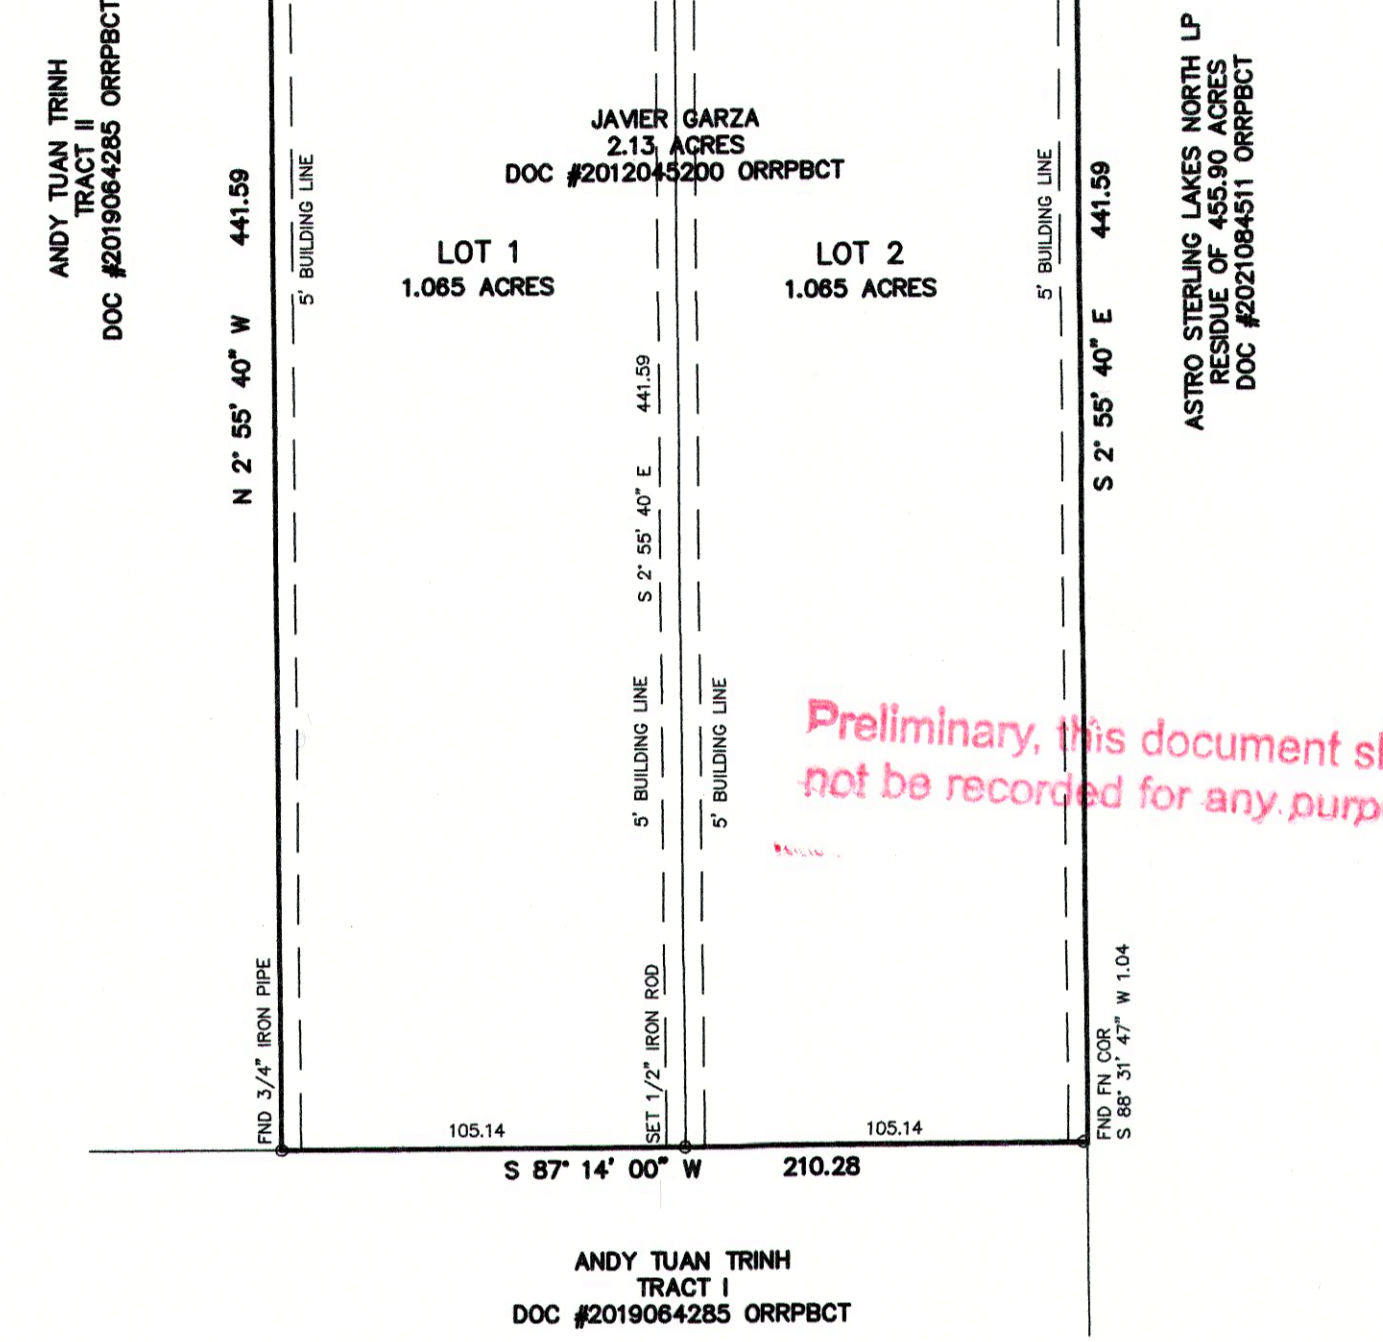 ANDY TUAN TRINH
TRACT II
DOC #2019064285 ORRPBCT
N 2° 55' 40" W 441.59
5' BUILDING LINE
JAVIER GARZA
2.13 ACRES
DOC #2012045200 ORRPBCT
LOT 1
1.065 ACRES
LOT 2
1.065 ACRES
S 2° 55' 40" E 441.59
5' BUILDING LINE
5' BUILDING LINE
5' BUILDING LINE
S 2° 55' 40" E 441.59
ASTRO STERLING LAKES NORTH LP
RESIDUE OF 455.90 ACRES
DOC #2021084511 ORRPBCT
Preliminary, this document
not be recorded for any
FND 3/4" IRON PIPE
SET 1/2" IRON ROD
FND FN COR
S 88° 31' 47" W 1.04
105.14
105.14
S 87° 14' 00" W 210.28
ANDY TUAN TRINH
TRACT I
DOC #2019064285 ORRPBCT